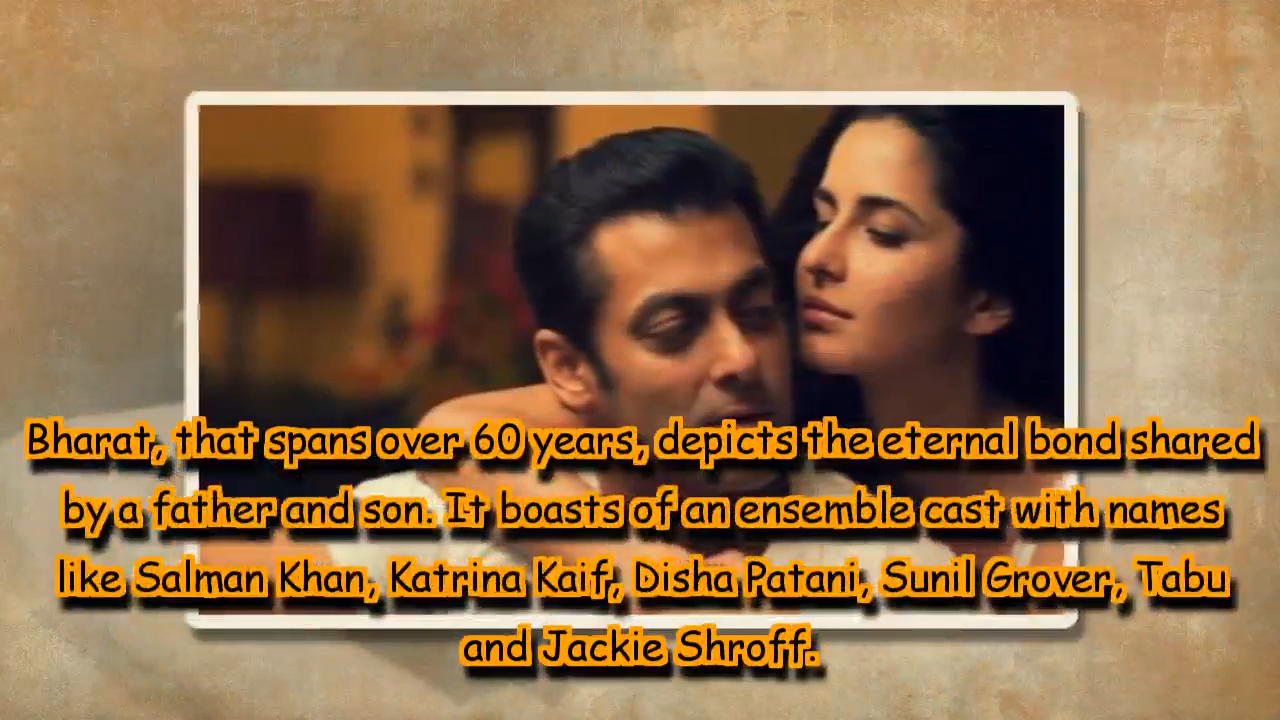 Bharat, that spans over 60 years, depicts the eternal bond shared
by a father and son. It boasts of an ensemble cast with names
like Salman Khan, Katrina Kaif, Disha Patani, Sunil Grover, Tabu
and Jackie Shroff.